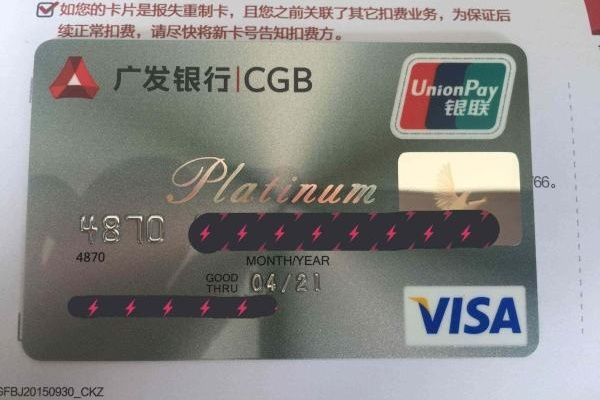 如您的卡片是报失重制卡，且您之前关联了其它扣费业务，为保证后
续正常扣费，请尽快将新卡号告知扣费方。
广发银行|CGB
UnionPay
银联
Platinum
766。
4870
4870
MONTH/YEAR
GOOD
THRU 04/21
VISA
GFBJ20150930_CKZ